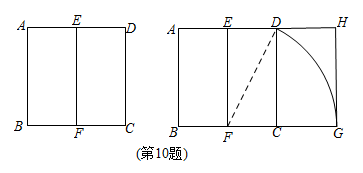 A E D
B F C
A E D H
B F C G
(第10题)